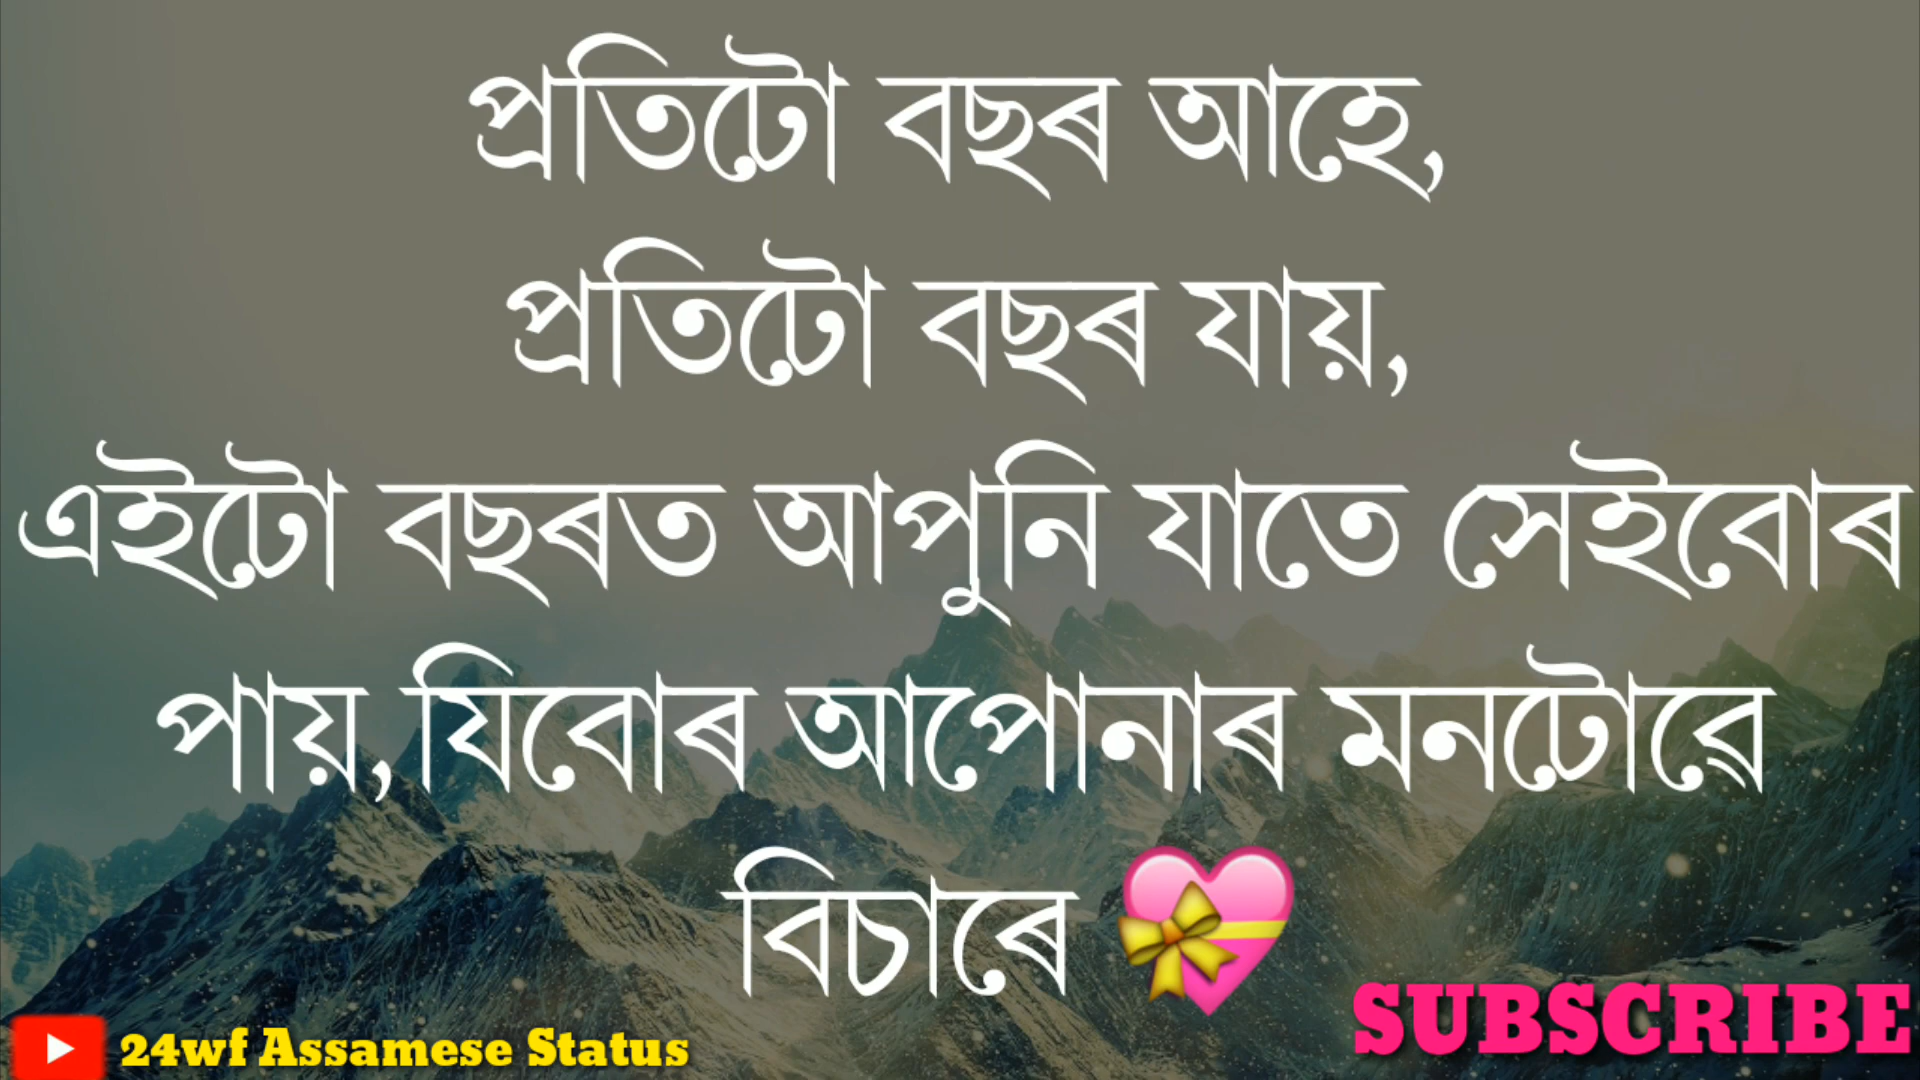 প্ৰতিটো বছৰ আহে,
প্ৰতিটো বছৰ যায়,
এইটো বছৰত আপুনি যাতে সেইবোৰ
পায়,যিবোৰ আপোনাৰ মনটোৱে
বিচাৰে 💝
SUBSCRIBE
24wf Assamese Status